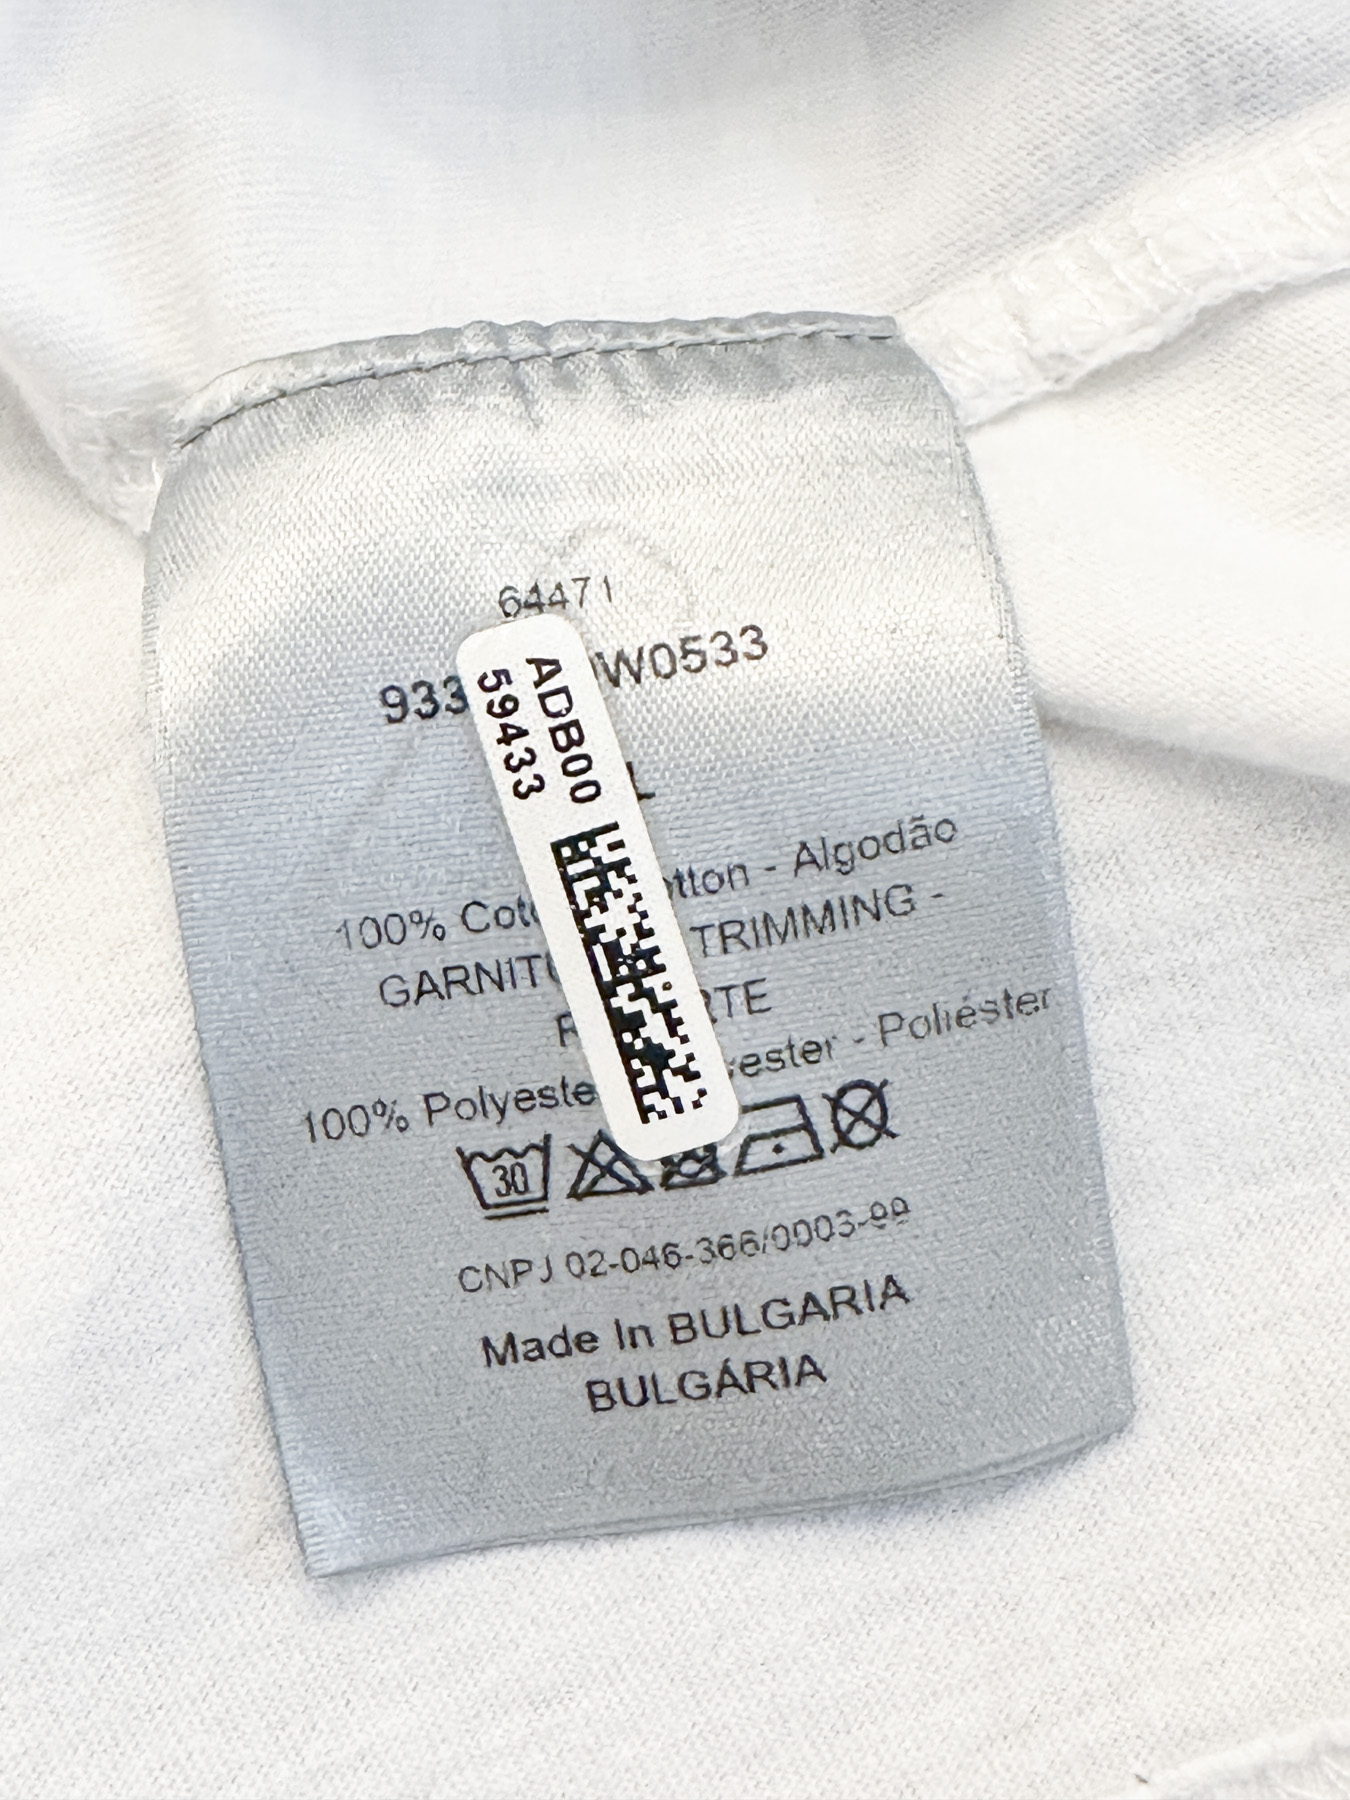 64471
933
W0533
L
100% Cot
tton - Algodão
GARNIT
TRIMMING -
R
RTE
100% Polyeste
yester - Poliéster
30
CNPJ 02-046-366/0003-99
Made In BULGARIA
BULGÁRIA
ADB00
59433